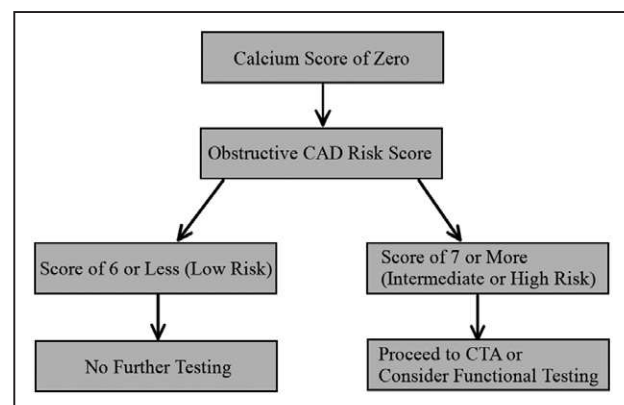 Calcium Score of Zero
Obstructive CAD Risk Score
Score of 6 or Less (Low Risk)
Score of 7 or More
(Intermediate or High Risk)
No Further Testing
Proceed to CTA or
Consider Functional Testing